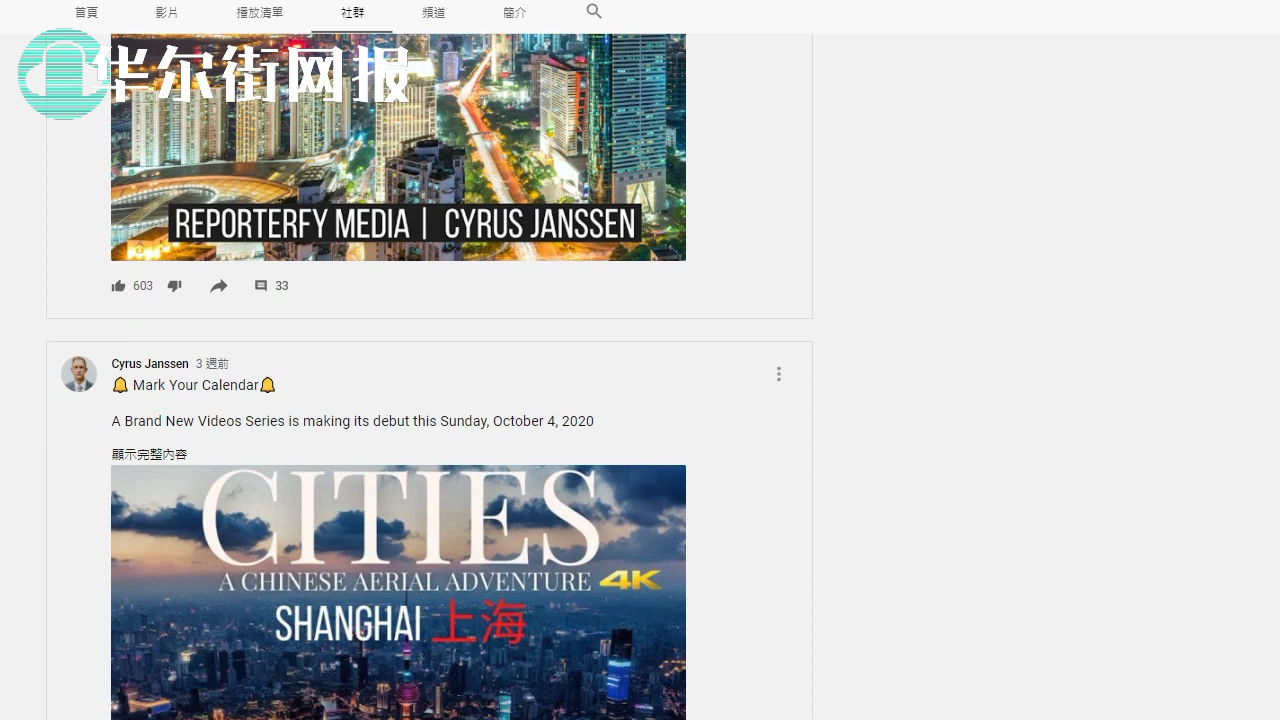 首頁 影片 播放清單 社群 頻道 簡介
华尔街网报
REPORTERFY MEDIA | CYRUS JANSSEN
603 33
Cyrus Janssen 3 週前
🔔 Mark Your Calendar🔔
A Brand New Videos Series is making its debut this Sunday, October 4, 2020
顯示完整內容
CITIES
A CHINESE AERIAL ADVENTURE 4K
SHANGHAI 上海